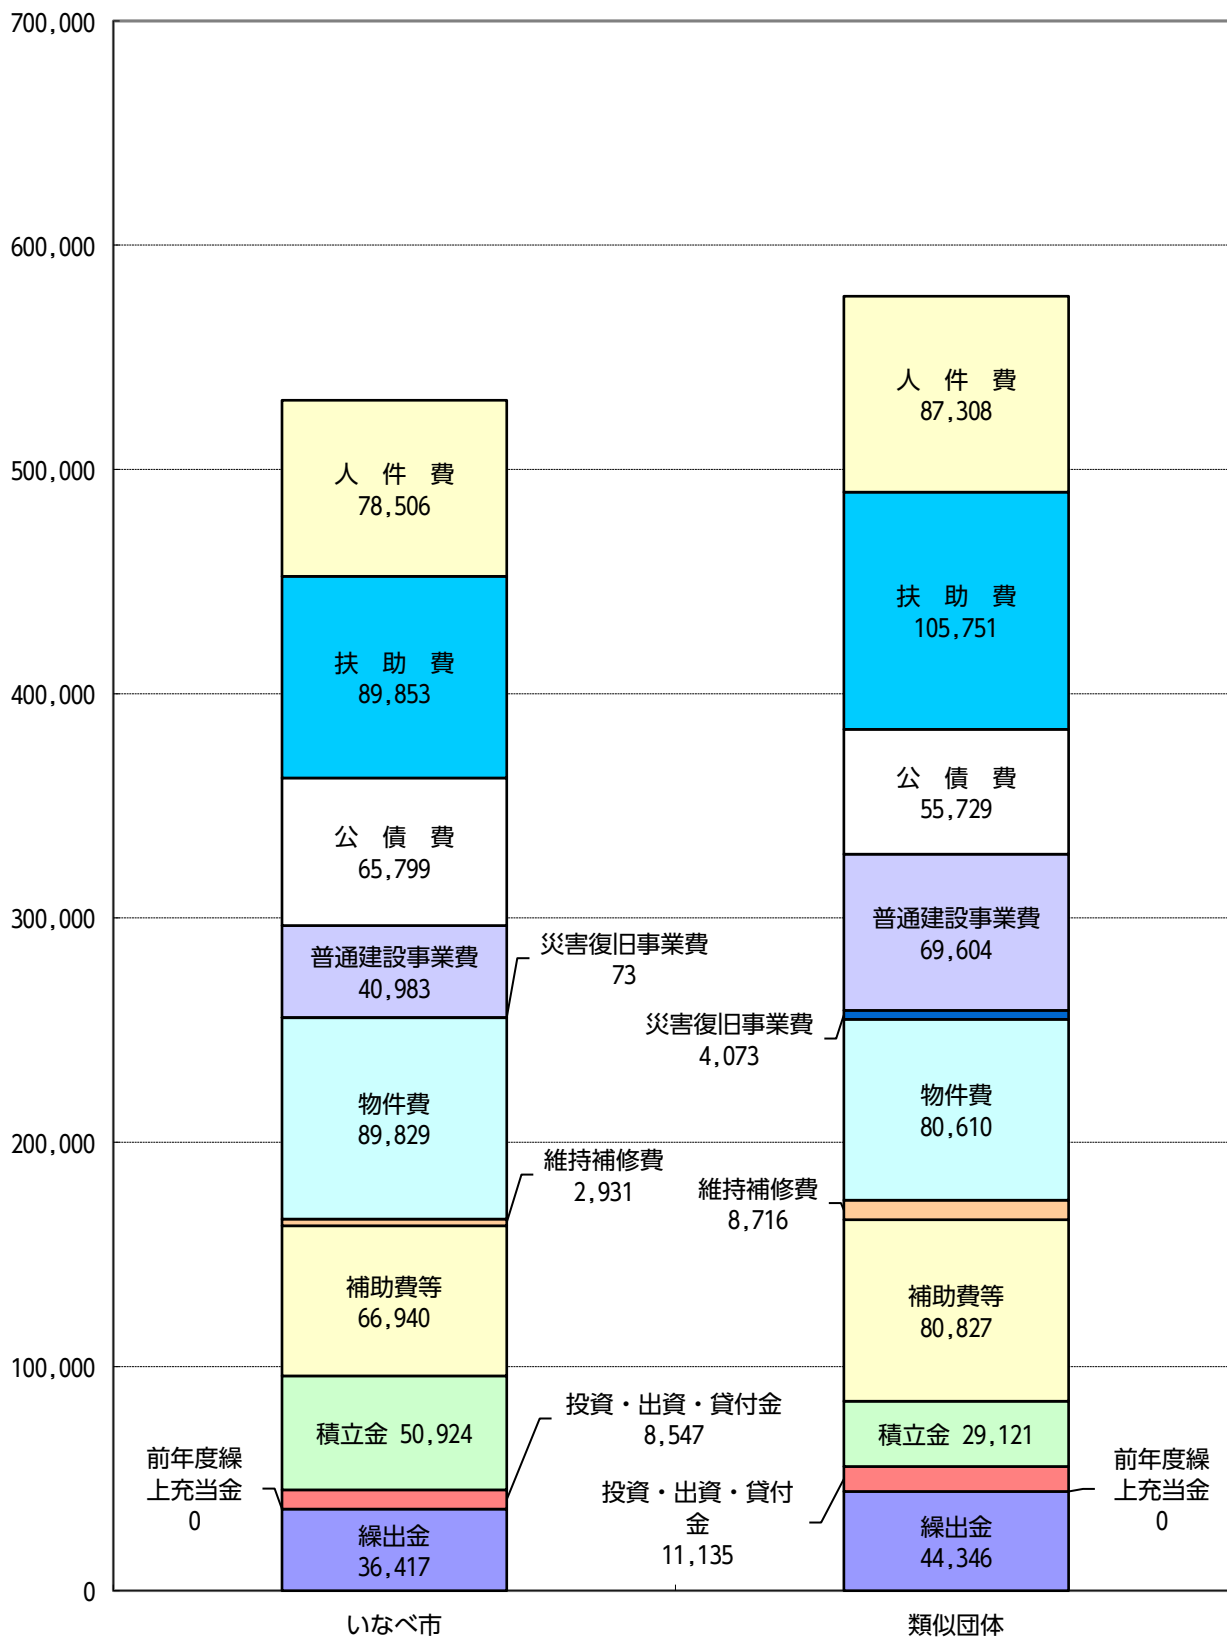 700,000
600,000
500,000
400,000
300,000
200,000
100,000
0
人　件　費
78,506
扶　助　費
89,853
公　債　費
65,799
普通建設事業費
40,983
災害復旧事業費
73
物件費
89,829
維持補修費
2,931
補助費等
66,940
積立金 50,924
投資・出資・貸付金
8,547
前年度繰
上充当金
0
繰出金
36,417
いなべ市
人　件　費
87,308
扶　助　費
105,751
公　債　費
55,729
普通建設事業費
69,604
災害復旧事業費
4,073
物件費
80,610
維持補修費
8,716
補助費等
80,827
積立金 29,121
投資・出資・貸付
金
11,135
前年度繰
上充当金
0
繰出金
44,346
類似団体